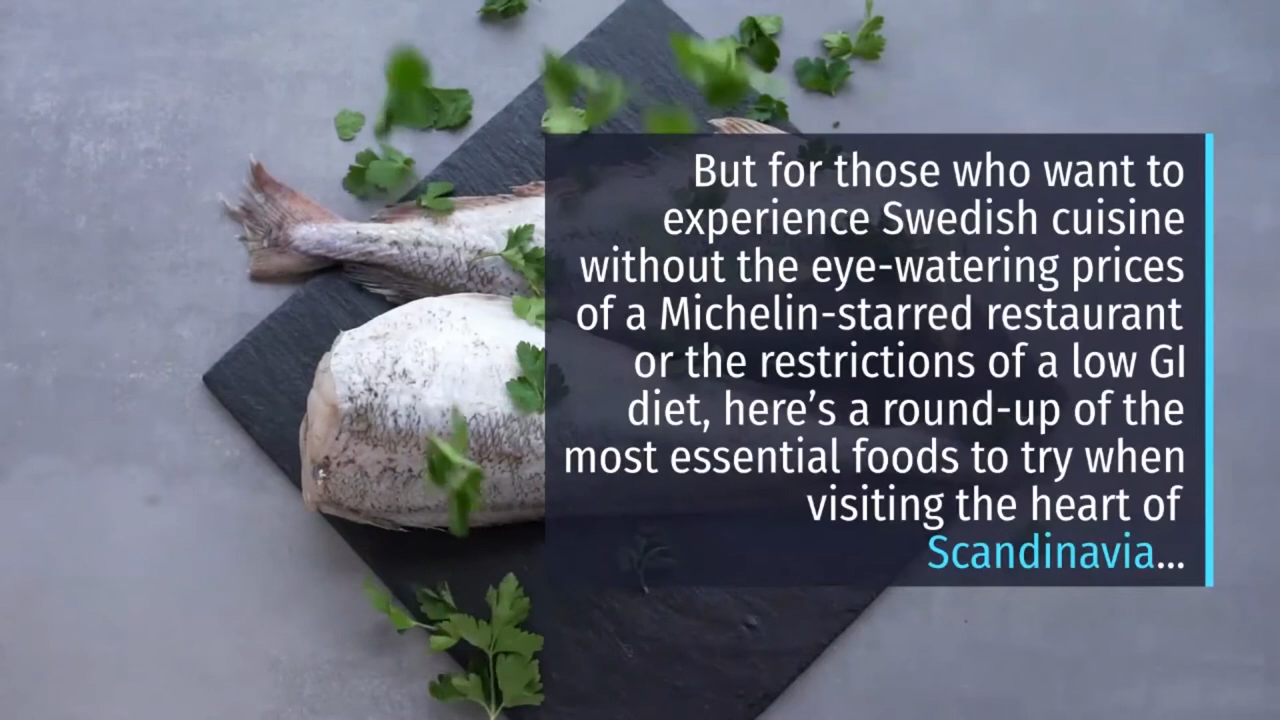 But for those who want to
experience Swedish cuisine
without the eye-watering prices
of a Michelin-starred restaurant
or the restrictions of a low GI
diet, here’s a round-up of the
most essential foods to try when
visiting the heart of
Scandinavia...